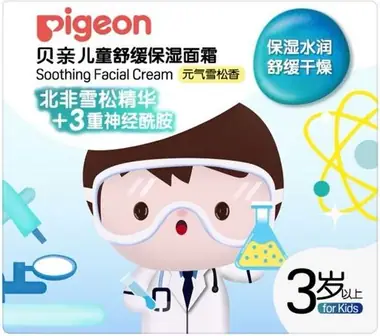 pigeon
贝亲儿童舒缓保湿面霜
Soothing Facial Cream 元气雪松香
北非雪松精华
+3重神经酰胺
保湿水润
舒缓干燥
3岁以上
for Kids